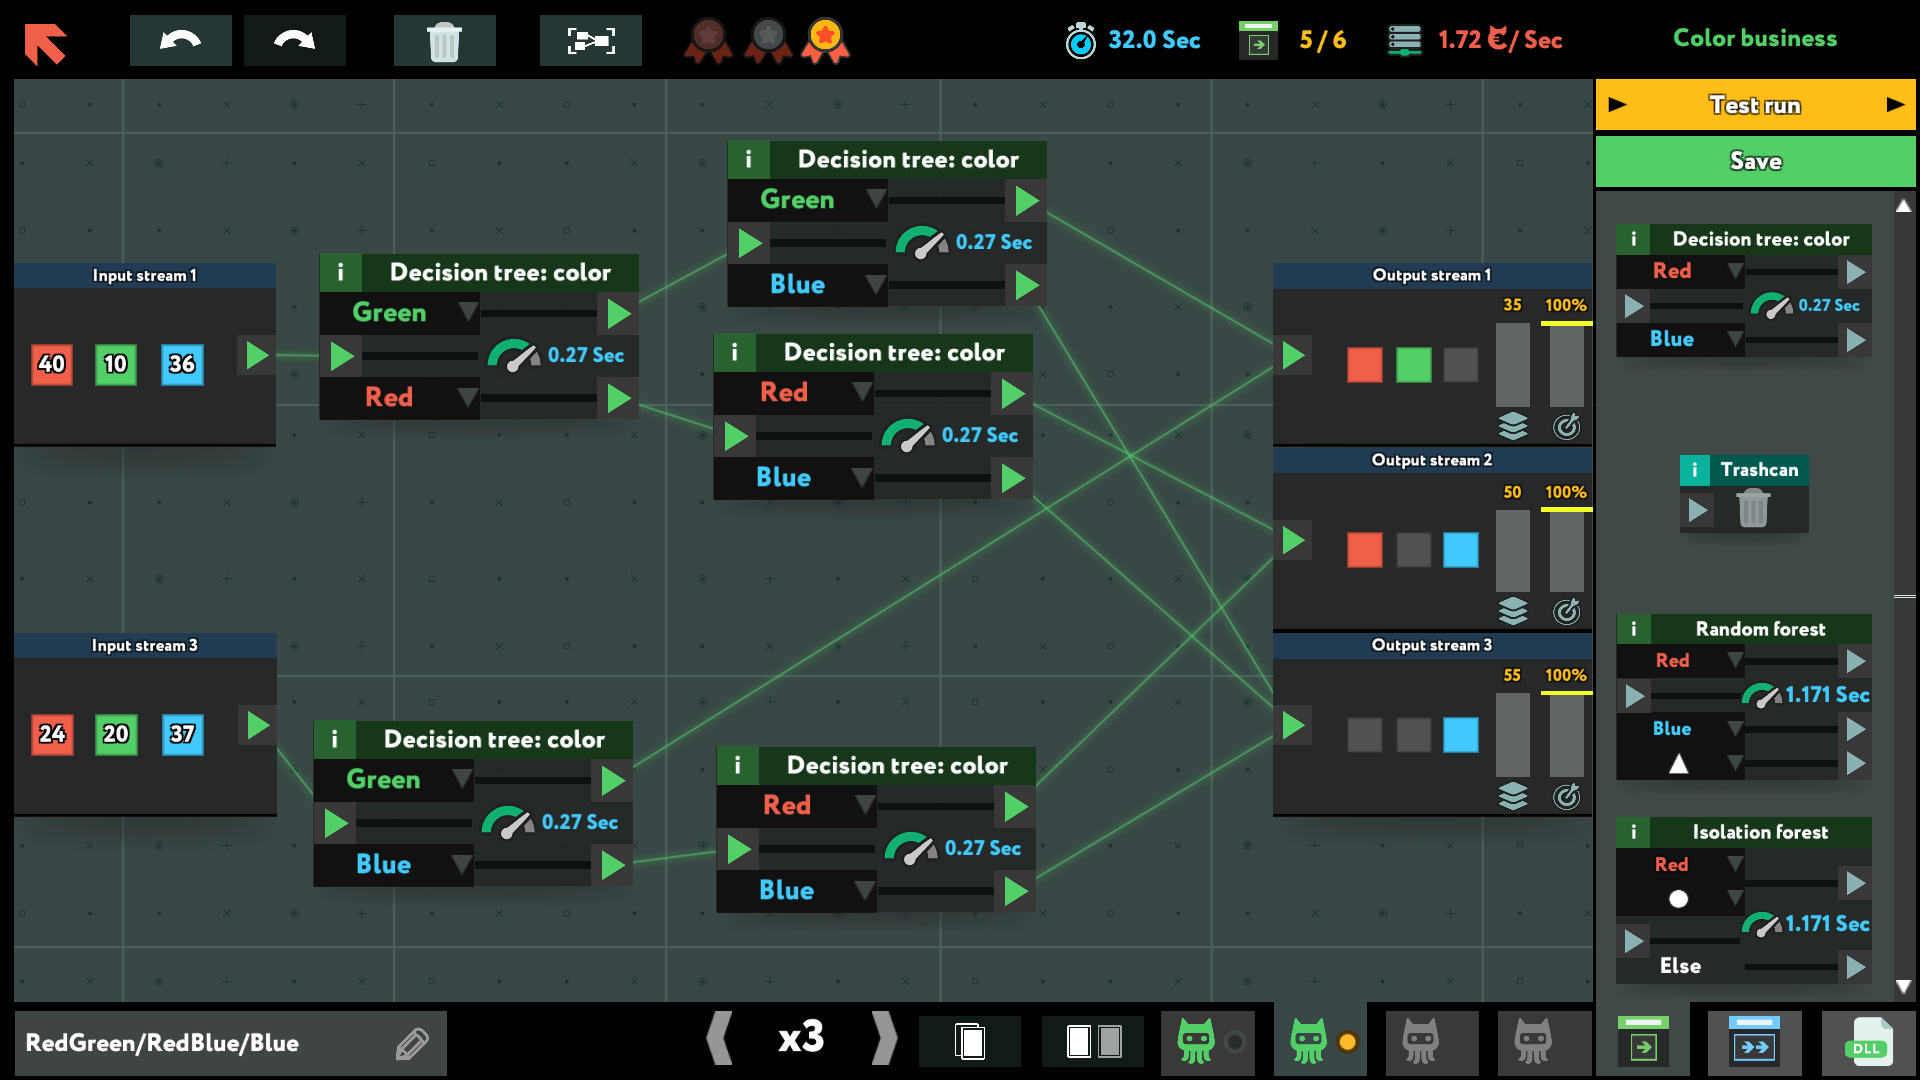 32.0 Sec
5 / 6
1.72 €/ Sec
Color business
Test run
Save
Input stream 1
40 10 36
Input stream 3
24 20 37
i Decision tree: color
Green
0.27 Sec
Red
i Decision tree: color
Green
0.27 Sec
Blue
i Decision tree: color
Red
0.27 Sec
Blue
i Decision tree: color
Green
0.27 Sec
Blue
i Decision tree: color
Red
0.27 Sec
Blue
Output stream 1
35 100%
Output stream 2
50 100%
Output stream 3
55 100%
i Decision tree: color
Red
0.27 Sec
Blue
i Trashcan
i Random forest
Red
1.171 Sec
Blue
i Isolation forest
Red
1.171 Sec
Else
RedGreen/RedBlue/Blue
x3
DLL